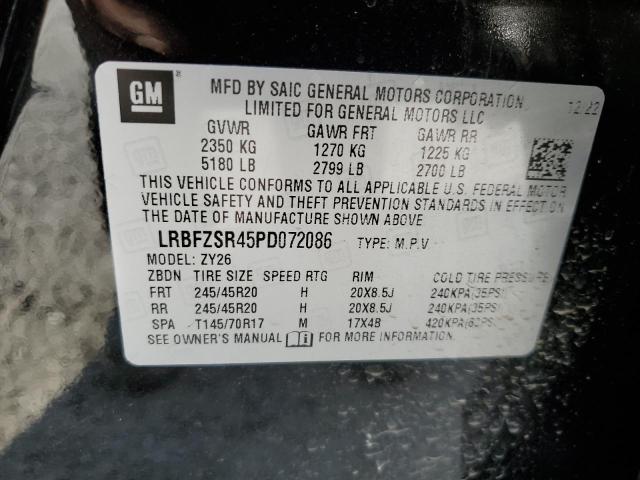 GM
MFD BY SAIC GENERAL MOTORS CORPORATION
LIMITED FOR GENERAL MOTORS LLC
12/22
GVWR GAWR FRT GAWR RR
2350 KG 1270 KG 1225 KG
5180 LB 2799 LB 2700 LB
THIS VEHICLE CONFORMS TO ALL APPLICABLE U.S. FEDERAL MOTOR
VEHICLE SAFETY AND THEFT PREVENTION STANDARDS IN EFFECT ON
THE DATE OF MANUFACTURE SHOWN ABOVE.
LRBFZSR45PD072086 TYPE: M.P.V
MODEL: ZY26
ZBDN TIRE SIZE SPEED RTG RIM COLD TIRE PRESSURE
FRT 245/45R20 H 20X8.5J 240KPA(35PSI)
RR 245/45R20 H 20X8.5J 240KPA(35PSI)
SPA T145/70R17 M 17X4B 420KPA(60PSI)
SEE OWNER'S MANUAL FOR MORE INFORMATION